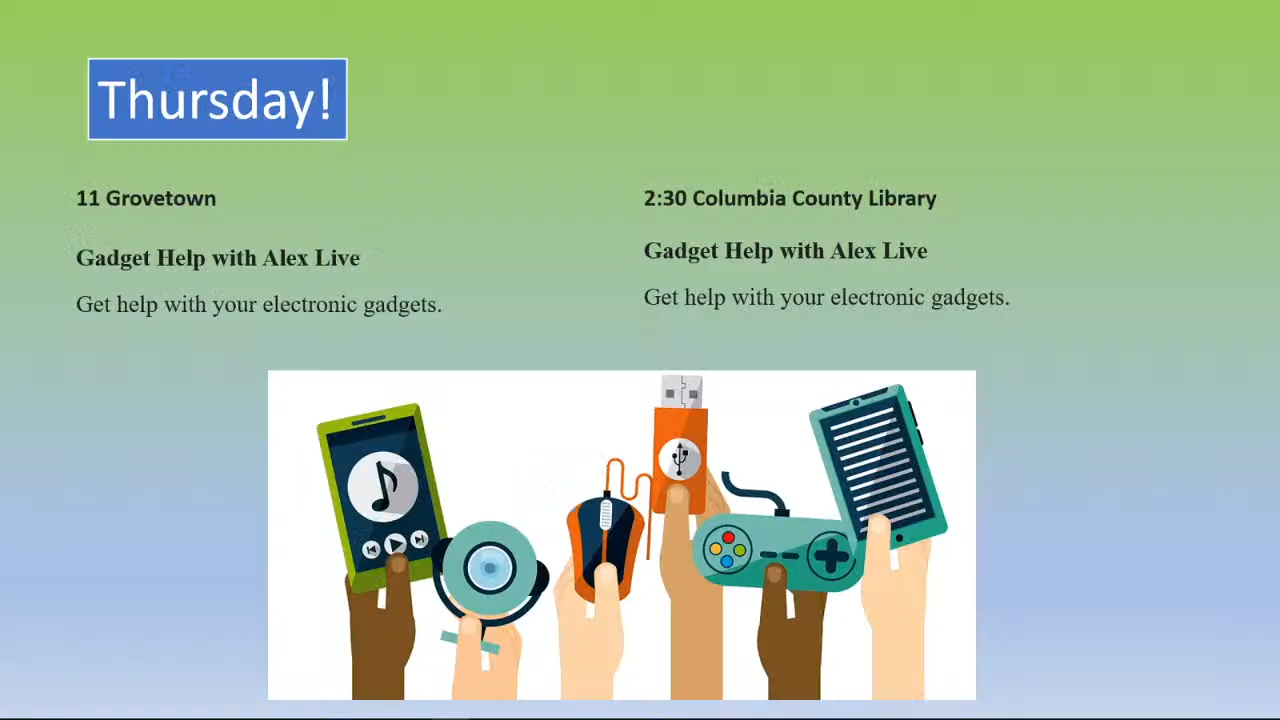 Thursday!
11 Grovetown
Gadget Help with Alex Live
Get help with your electronic gadgets.
2:30 Columbia County Library
Gadget Help with Alex Live
Get help with your electronic gadgets.